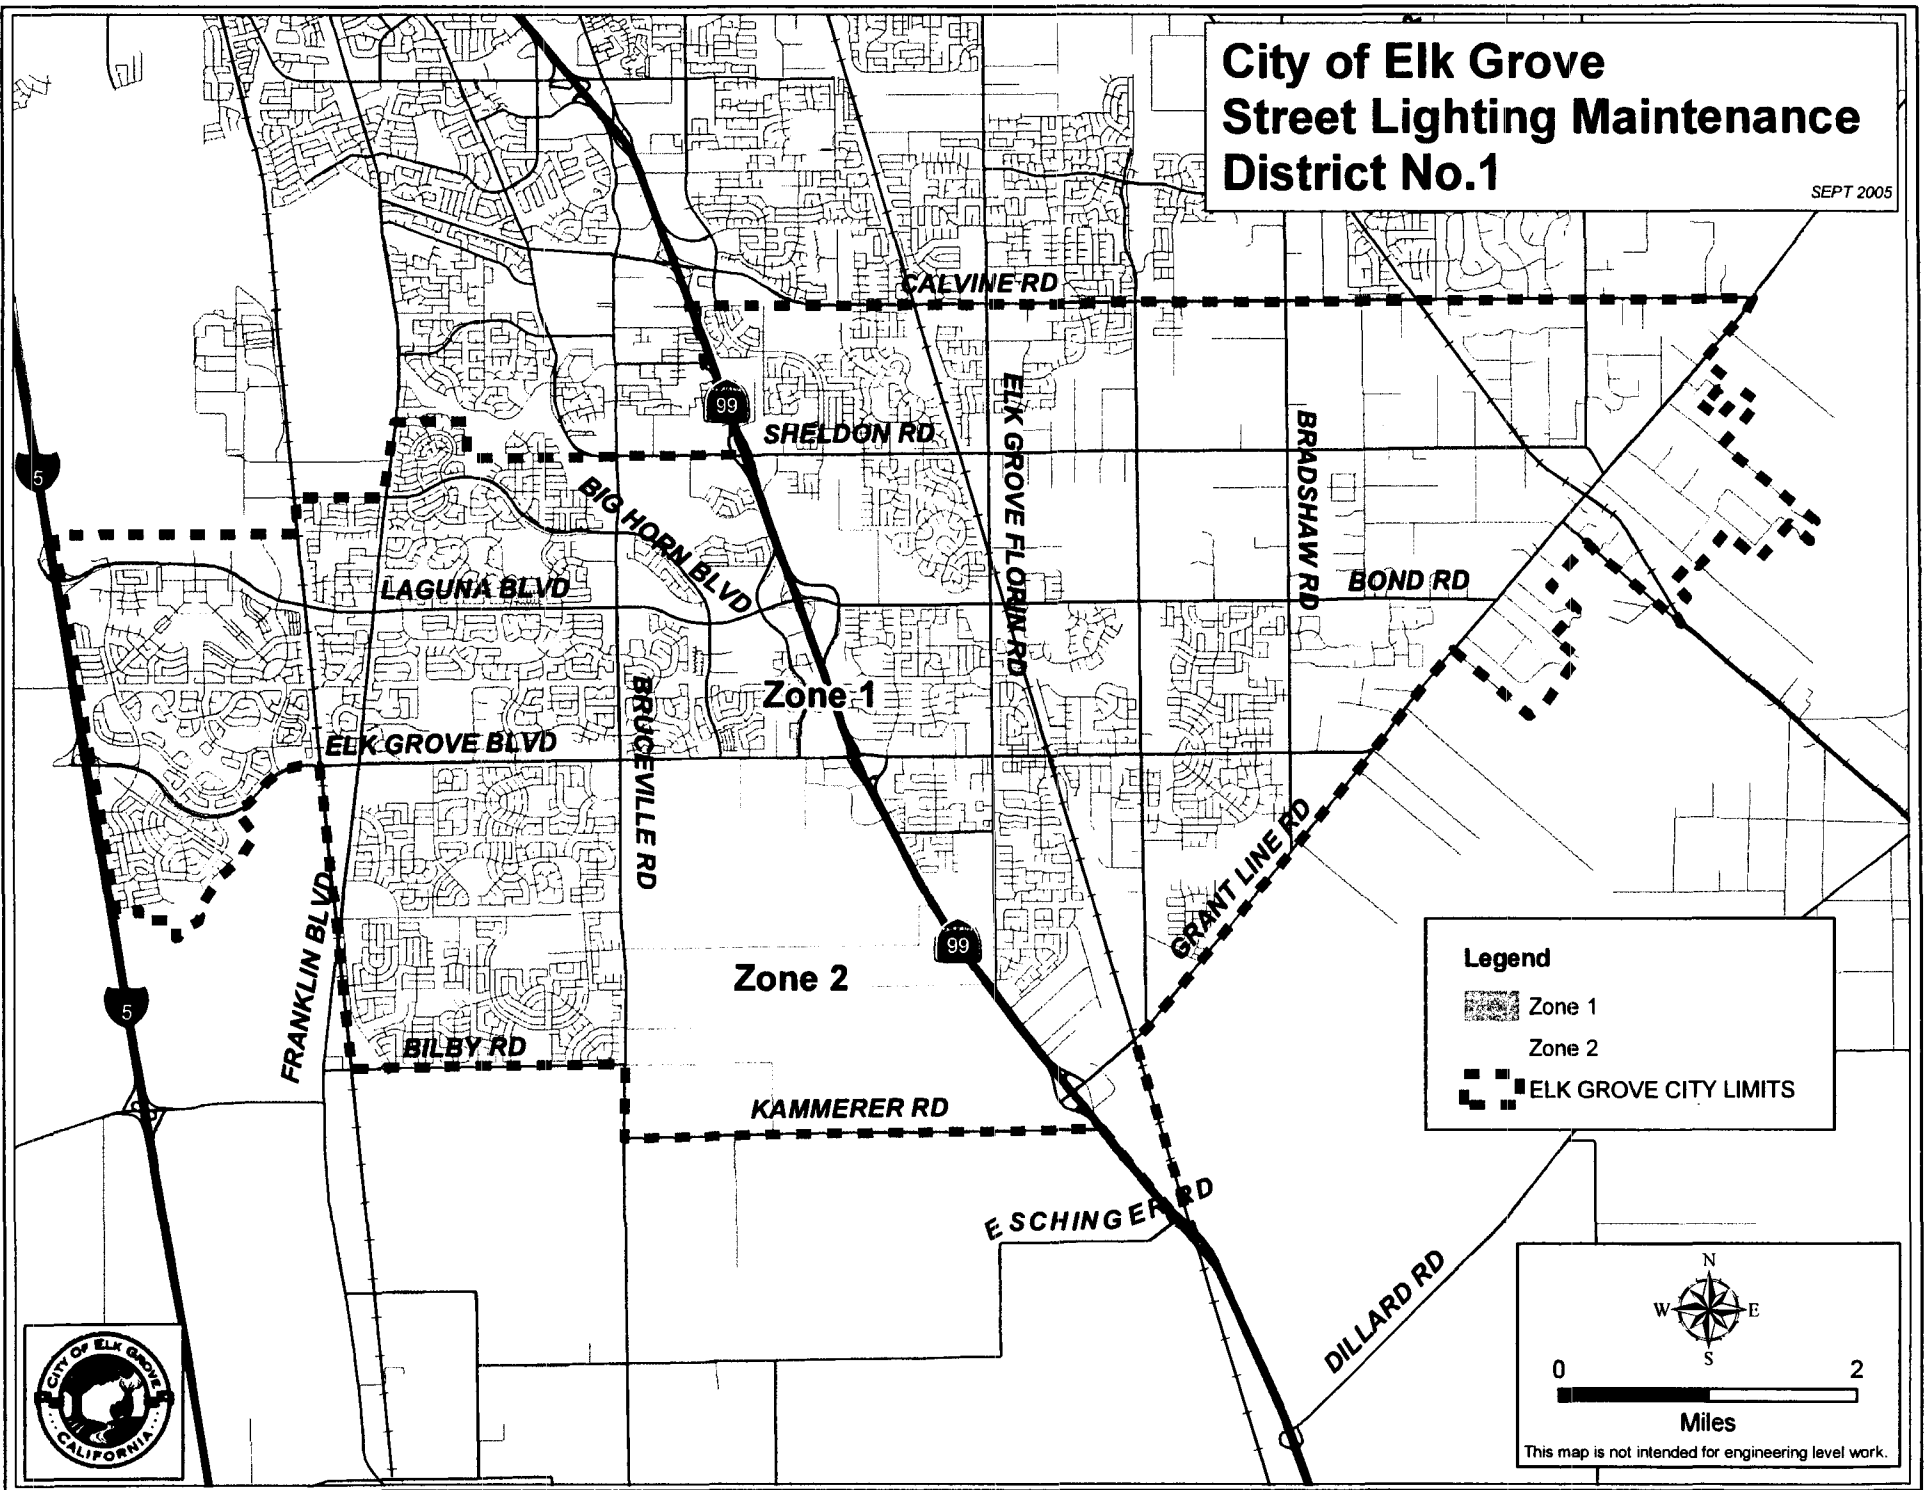 City of Elk Grove
Street Lighting Maintenance
District No.1
SEPT 2005
CALVINE RD
99
SHELDON RD
ELK GROVE FLORIN RD
BRADSHAW RD
5
BIG HORN BLVD
LAGUNA BLVD
BOND RD
Zone 1
BRUCEVILLE RD
ELK GROVE BLVD
GRANT LINE RD
FRANKLIN BLVD
99
Zone 2
5
BILBY RD
KAMMERER RD
ESCHINGER RD
DILLARD RD
Legend
Zone 1
Zone 2
ELK GROVE CITY LIMITS
N
W E
S
0 2
Miles
This map is not intended for engineering level work.
CITY OF ELK GROVE
CALIFORNIA